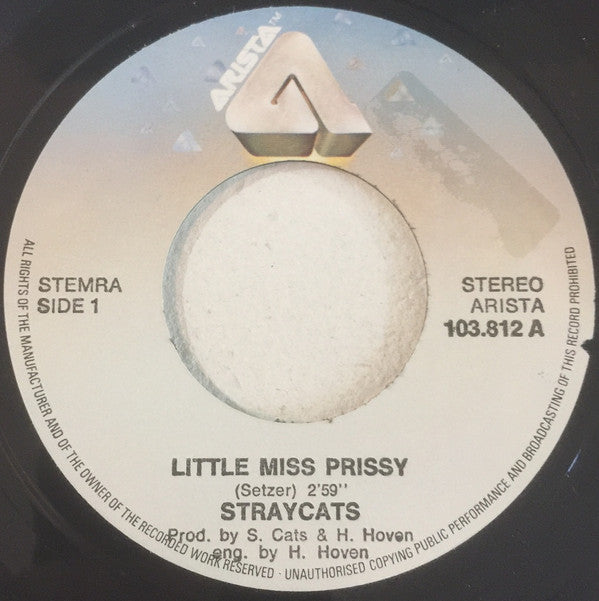 ARISTA™
STEMRA
SIDE 1
STEREO
ARISTA
103.812 A
LITTLE MISS PRISSY
(Setzer) 2'59''
STRAYCATS
Prod. by S. Cats & H. Hoven
eng. by H. Hoven
ALL RIGHTS OF THE MANUFACTURER AND OF THE OWNER OF THE RECORDED WORK RESERVED · UNAUTHORISED COPYING PUBLIC PERFORMANCE AND BROADCASTING OF THIS RECORD PROHIBITED